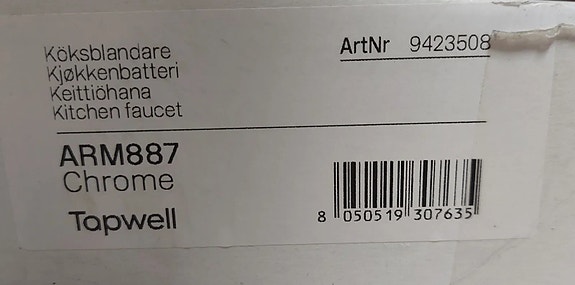 Köksblandare
Kjøkkenbatteri
Keittiöhana
Kitchen faucet
ArtNr 9423508
ARM887
Chrome
Tapwell
8 050519 307635